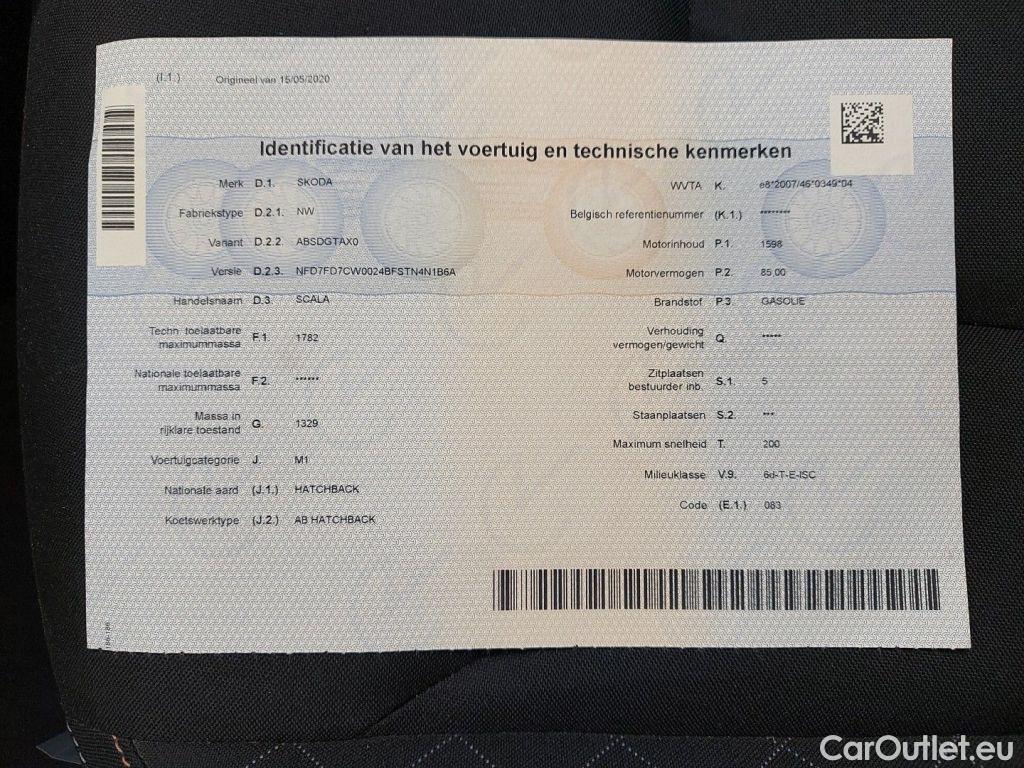 (I.1.) Origineel van 15/05/2020
Identificatie van het voertuig en technische kenmerken
Merk D.1. SKODA
Fabriekstype D.2.1. NW
Variant D.2.2. ABSDGTAX0
Versie D.2.3. NFD7FD7CW0024BFSTN4N1B6A
Handelsnaam D.3. SCALA
Techn. toelaatbare
maximummassa F.1. 1782
Nationale toelaatbare
maximummassa F.2. ******
Massa in
rijklare toestand G. 1329
Voertuigcategorie J. M1
Nationale aard (J.1.) HATCHBACK
Koetswerktype (J.2.) AB HATCHBACK
WVTA K. e8*2007/46*0349*04
Belgisch referentienummer (K.1.) ********
Motorinhoud P.1. 1598
Motorvermogen P.2. 85,00
Brandstof P.3. GASOLIE
Verhouding
vermogen/gewicht Q. *****
Zitplaatsen
bestuurder inb. S.1. 5
Staanplaatsen S.2. ***
Maximum snelheid T. 200
Milieuklasse V.9. 6d-T-E-ISC
Code (E.1.) 083
CarOutlet.eu